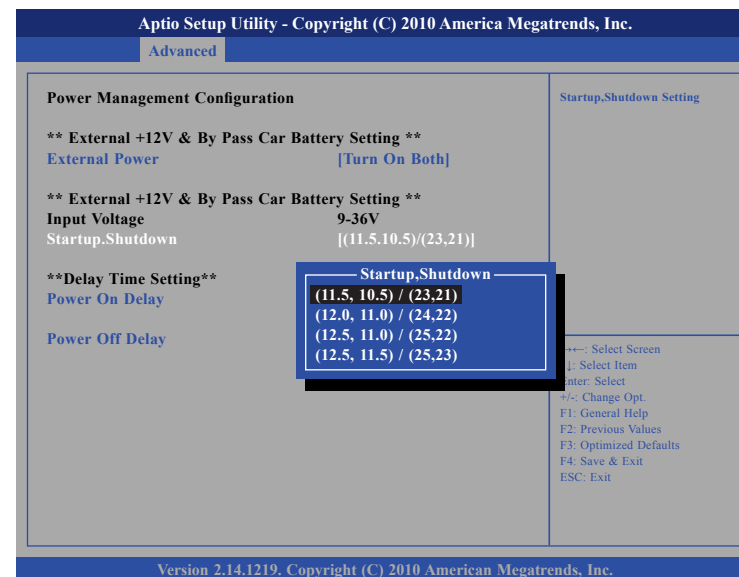 Aptio Setup Utility - Copyright (C) 2010 America Megatrends, Inc.
Advanced
Power Management Configuration
** External +12V & By Pass Car Battery Setting **
External Power [Turn On Both]
** External +12V & By Pass Car Battery Setting **
Input Voltage 9-36V
Startup.Shutdown [(11.5.10.5)/(23,21)]
**Delay Time Setting**
Power On Delay
Power Off Delay
Startup,Shutdown
(11.5, 10.5) / (23,21)
(12.0, 11.0) / (24,22)
(12.5, 11.0) / (25,22)
(12.5, 11.5) / (25,23)
Startup,Shutdown Setting
→←: Select Screen
: Select Item
Enter: Select
+/-: Change Opt.
F1: General Help
F2: Previous Values
F3: Optimized Defaults
F4: Save & Exit
ESC: Exit
Version 2.14.1219. Copyright (C) 2010 American Megatrends, Inc.